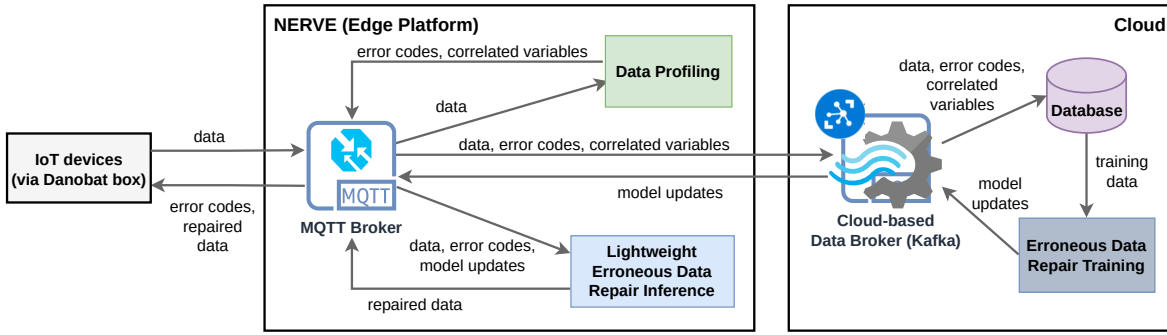 NERVE (Edge Platform)
Cloud
error codes, correlated variables
Data Profiling
data
data, error codes,
correlated
variables
Database
data
IoT devices
(via Danobat box)
data, error codes, correlated variables
training
data
MQTT
model updates
model
updates
error codes,
repaired
data
MQTT Broker
Cloud-based
Data Broker (Kafka)
data, error codes,
model updates
Lightweight
Erroneous Data
Repair Inference
Erroneous Data
Repair Training
repaired data